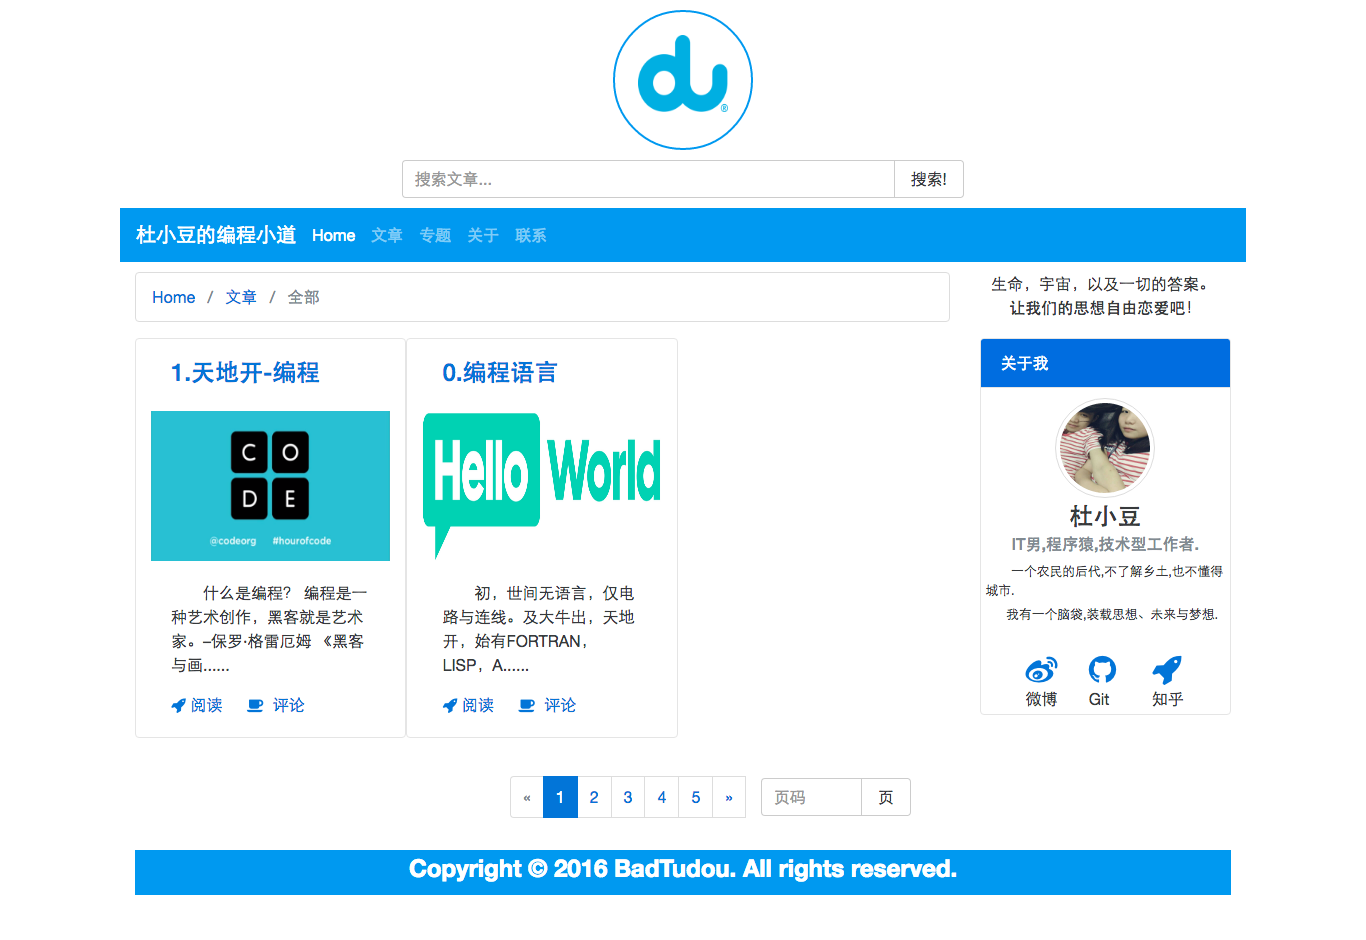 du®
搜索文章...
搜索!
杜小豆的编程小道 Home 文章 专题 关于 联系
Home / 文章 / 全部
生命，宇宙，以及一切的答案。
让我们的思想自由恋爱吧！
1.天地开-编程
C O
D E
@codeorg #hourofcode
什么是编程？ 编程是一
种艺术创作，黑客就是艺术
家。–保罗·格雷厄姆 《黑客
与画......
阅读 评论
0.编程语言
Hello World
初，世间无语言，仅电
路与连线。及大牛出，天地
开，始有FORTRAN，
LISP，A......
阅读 评论
关于我
杜小豆
IT男,程序猿,技术型工作者.
一个农民的后代,不了解乡土,也不懂得
城市.
我有一个脑袋,装载思想、未来与梦想.
微博 Git 知乎
« 1 2 3 4 5 » 页码 页
Copyright © 2016 BadTudou. All rights reserved.